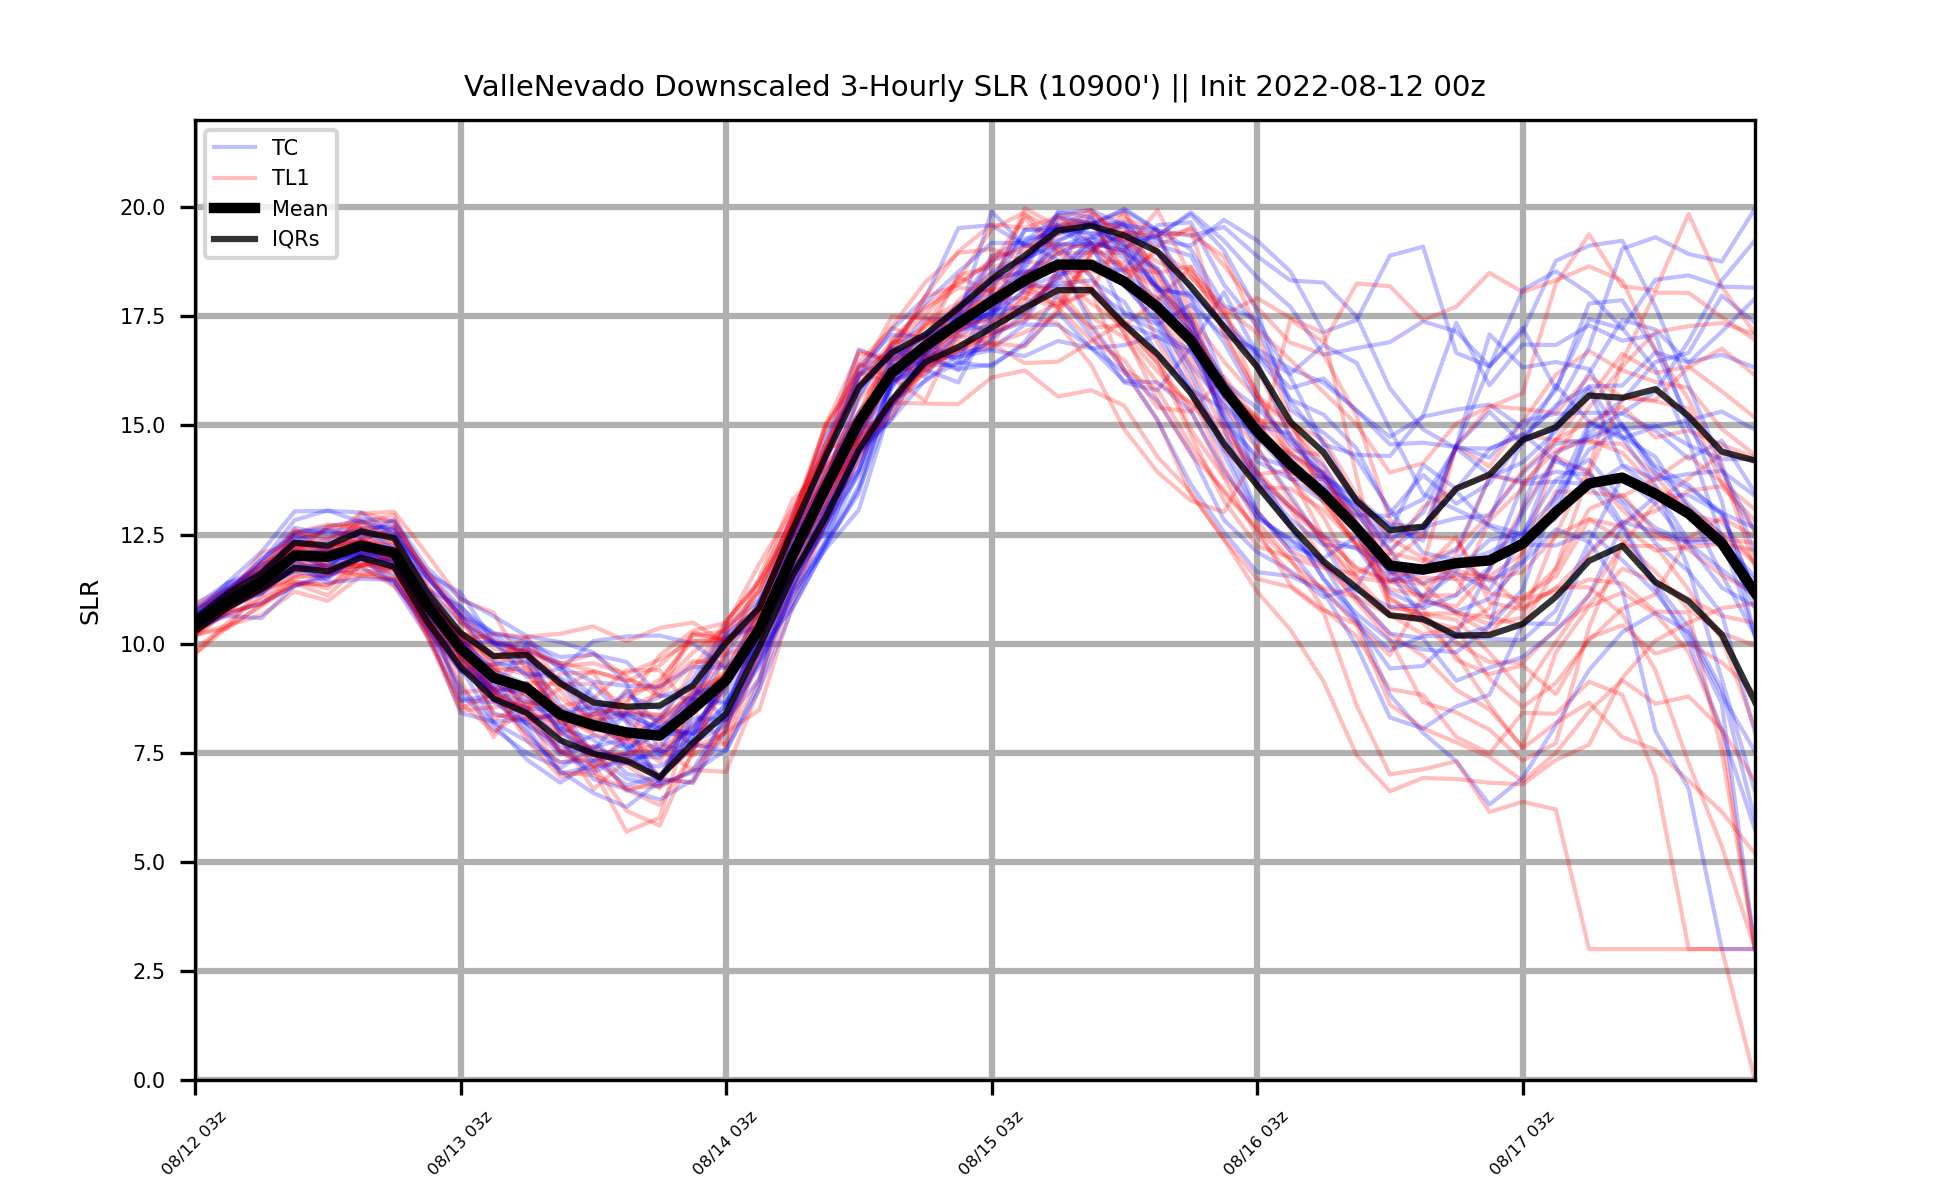 ValleNevado Downscaled 3-Hourly SLR (10900') || Init 2022-08-12 00z
TC
TL1
Mean
IQRs
SLR
20.0
17.5
15.0
12.5
10.0
7.5
5.0
2.5
0.0
08/12 03z
08/13 03z
08/14 03z
08/15 03z
08/16 03z
08/17 03z